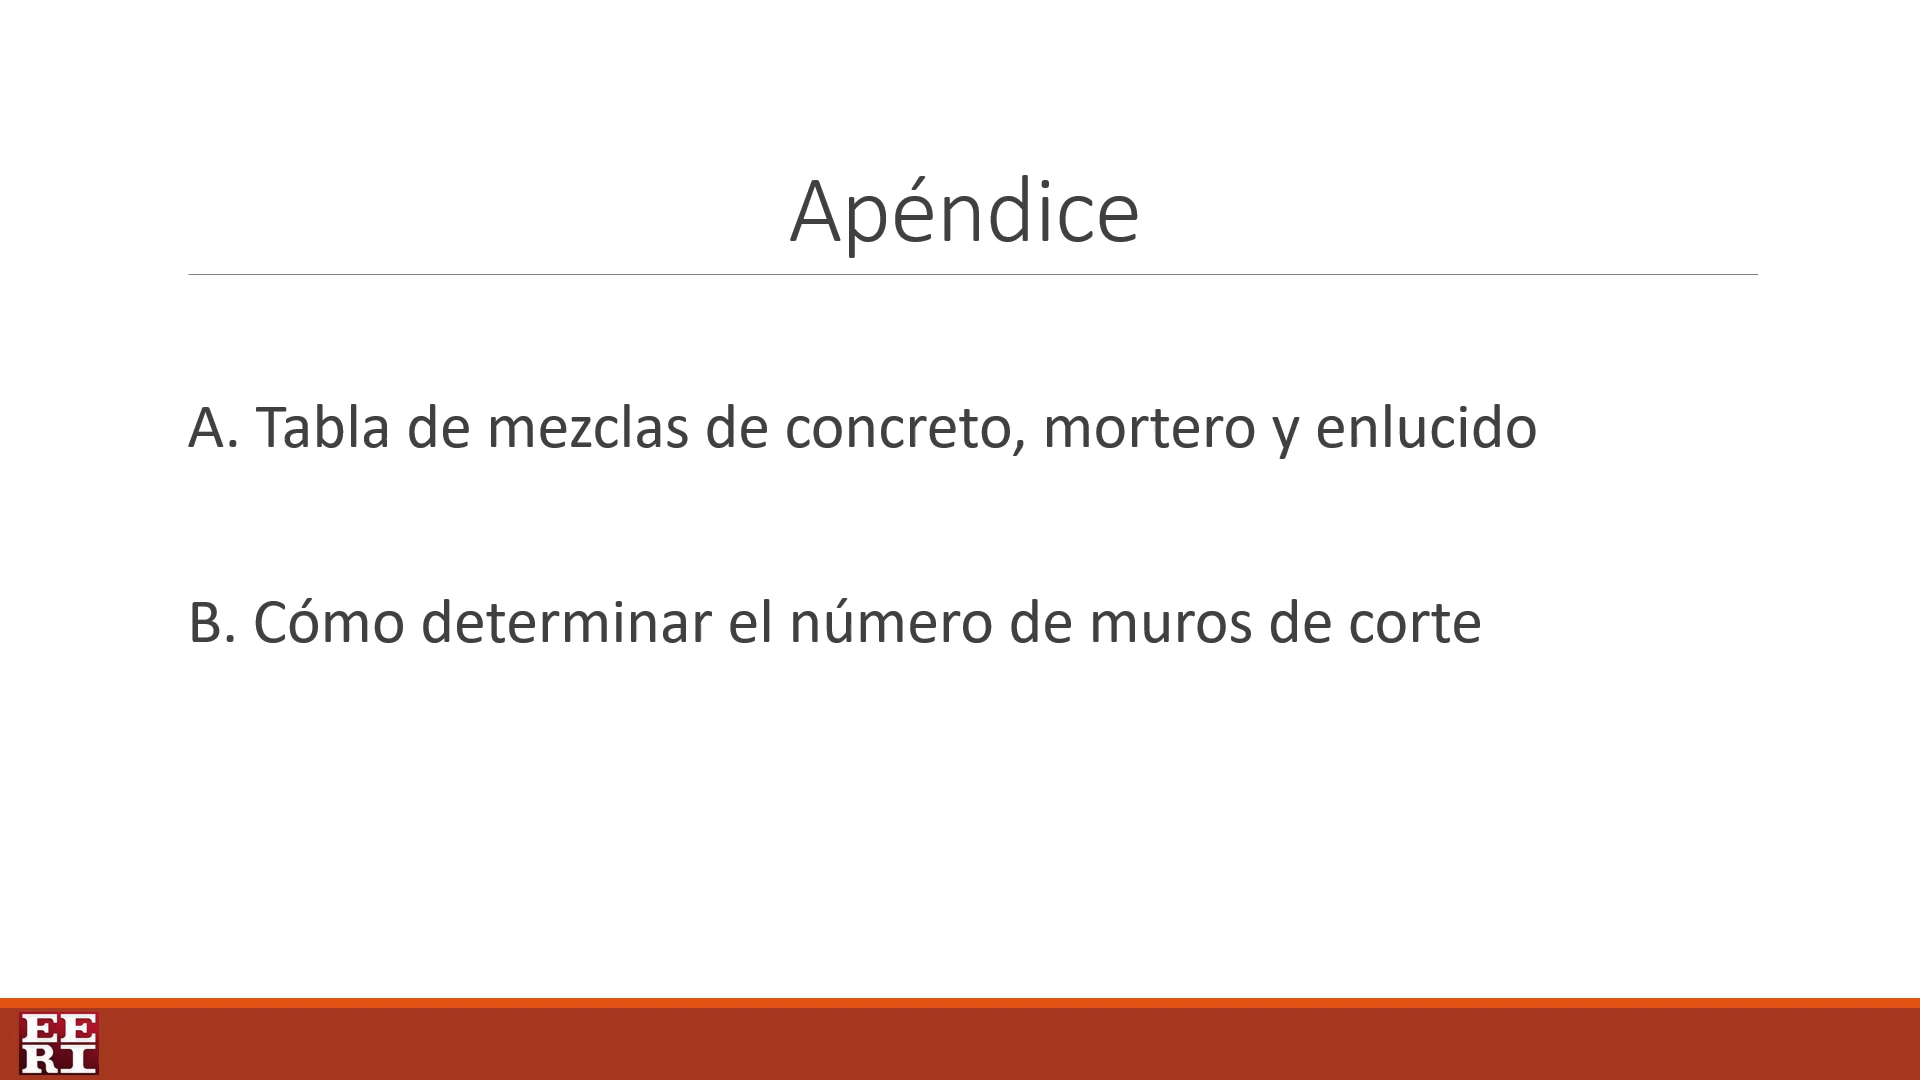 Apéndice
A. Tabla de mezclas de concreto, mortero y enlucido
B. Cómo determinar el número de muros de corte
EE
RI